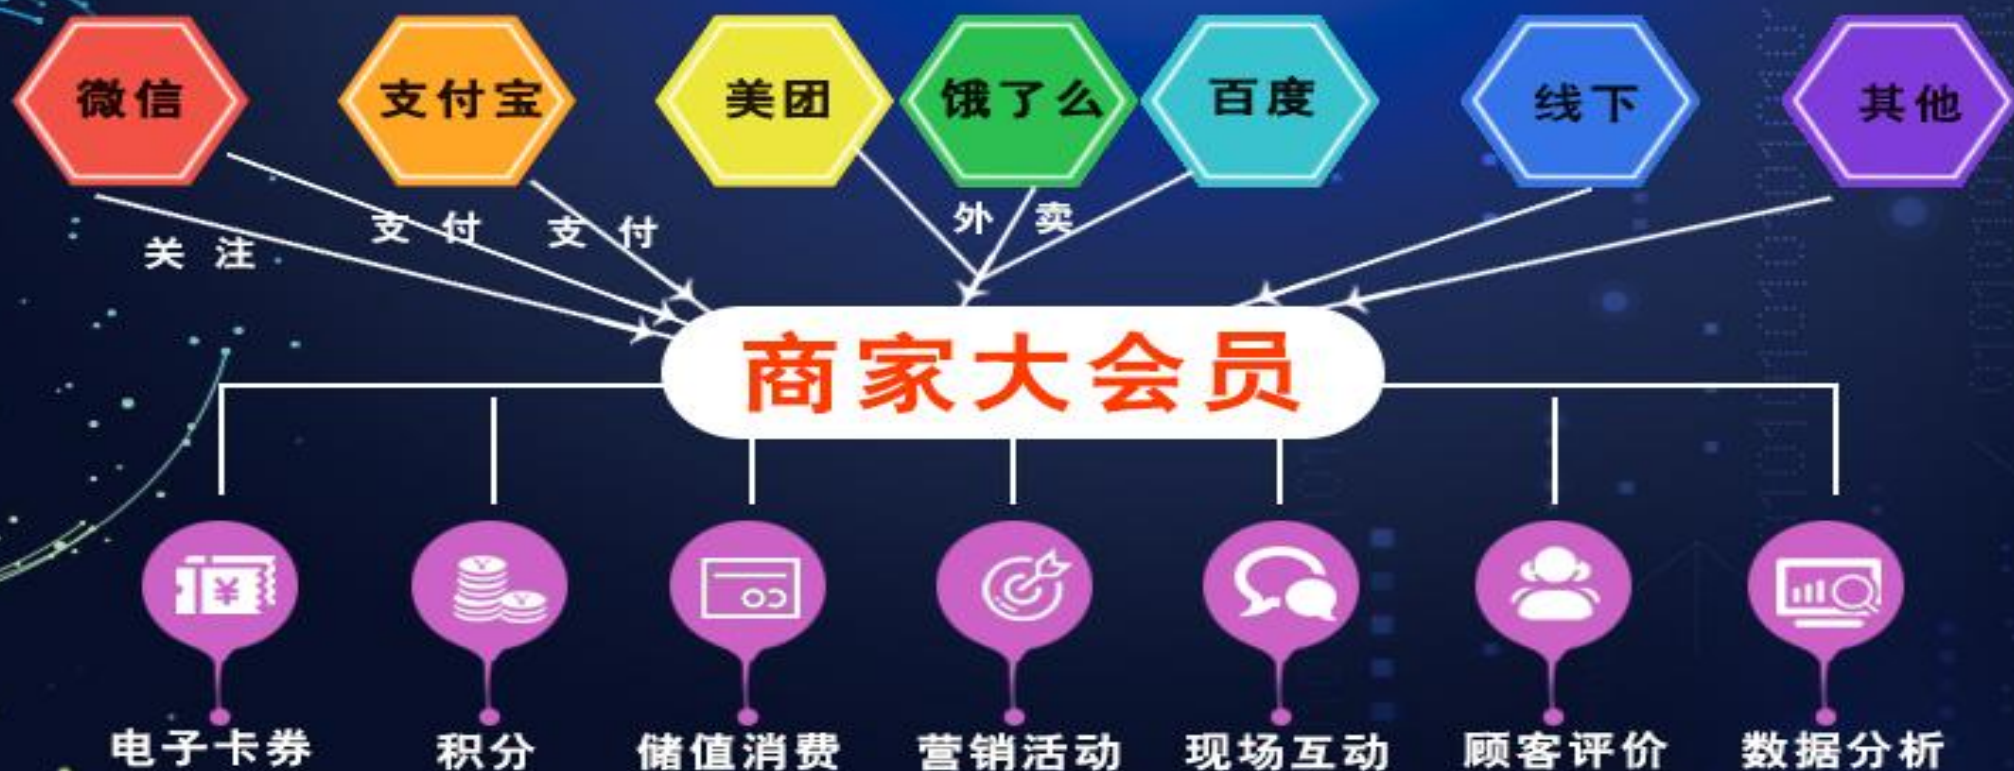 微信
支付宝
美团
饿了么
百度
线下
其他
关注
支付
支付
外卖
商家大会员
电子卡券
积分
储值消费
营销活动
现场互动
顾客评价
数据分析